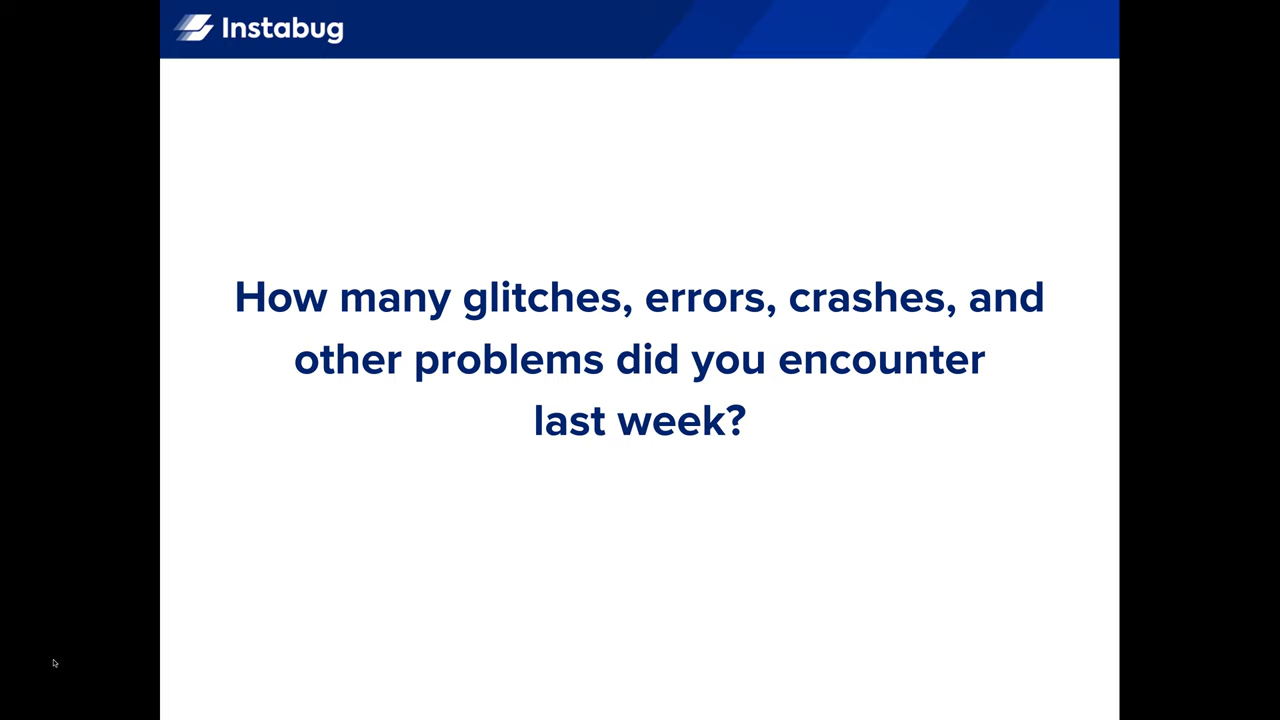 Instabug
How many glitches, errors, crashes, and
other problems did you encounter
last week?